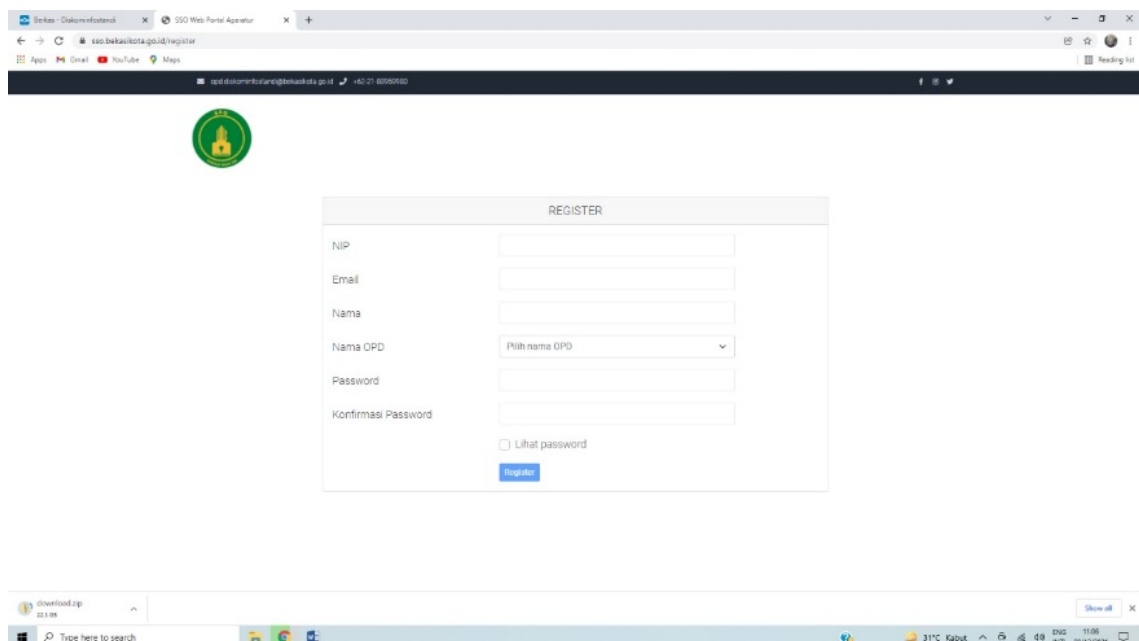 Berkas - Diskominfostandi
SSO Web Portal Aparatur
sso.bekasikota.go.id/register
Apps Gmail YouTube Maps
Reading list
REGISTER
NIP
Email
Nama
Nama OPD
Pilih nama OPD
Password
Konfirmasi Password
Lihat password
Register
download.zip
Show all
Type here to search
31°C Kabut
ENG
11:06